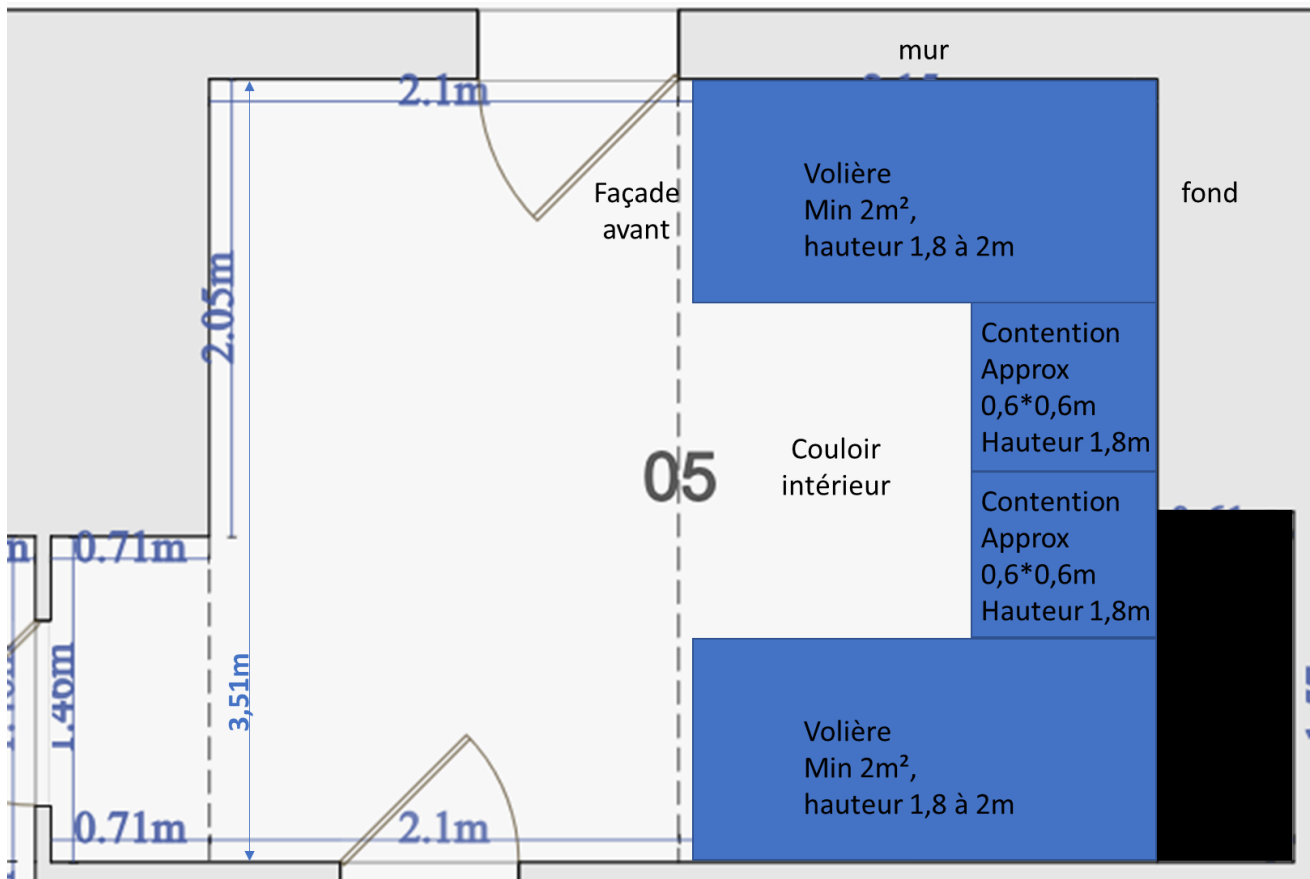 mur
2.1m
Façade
avant
Volière
Min 2m²,
hauteur 1,8 à 2m
fond
2.05m
Contention
Approx
0,6*0,6m
Hauteur 1,8m
05
Couloir
intérieur
Contention
Approx
0,6*0,6m
Hauteur 1,8m
0.71m
3,51m
Volière
Min 2m²,
hauteur 1,8 à 2m
0.71m
2.1m